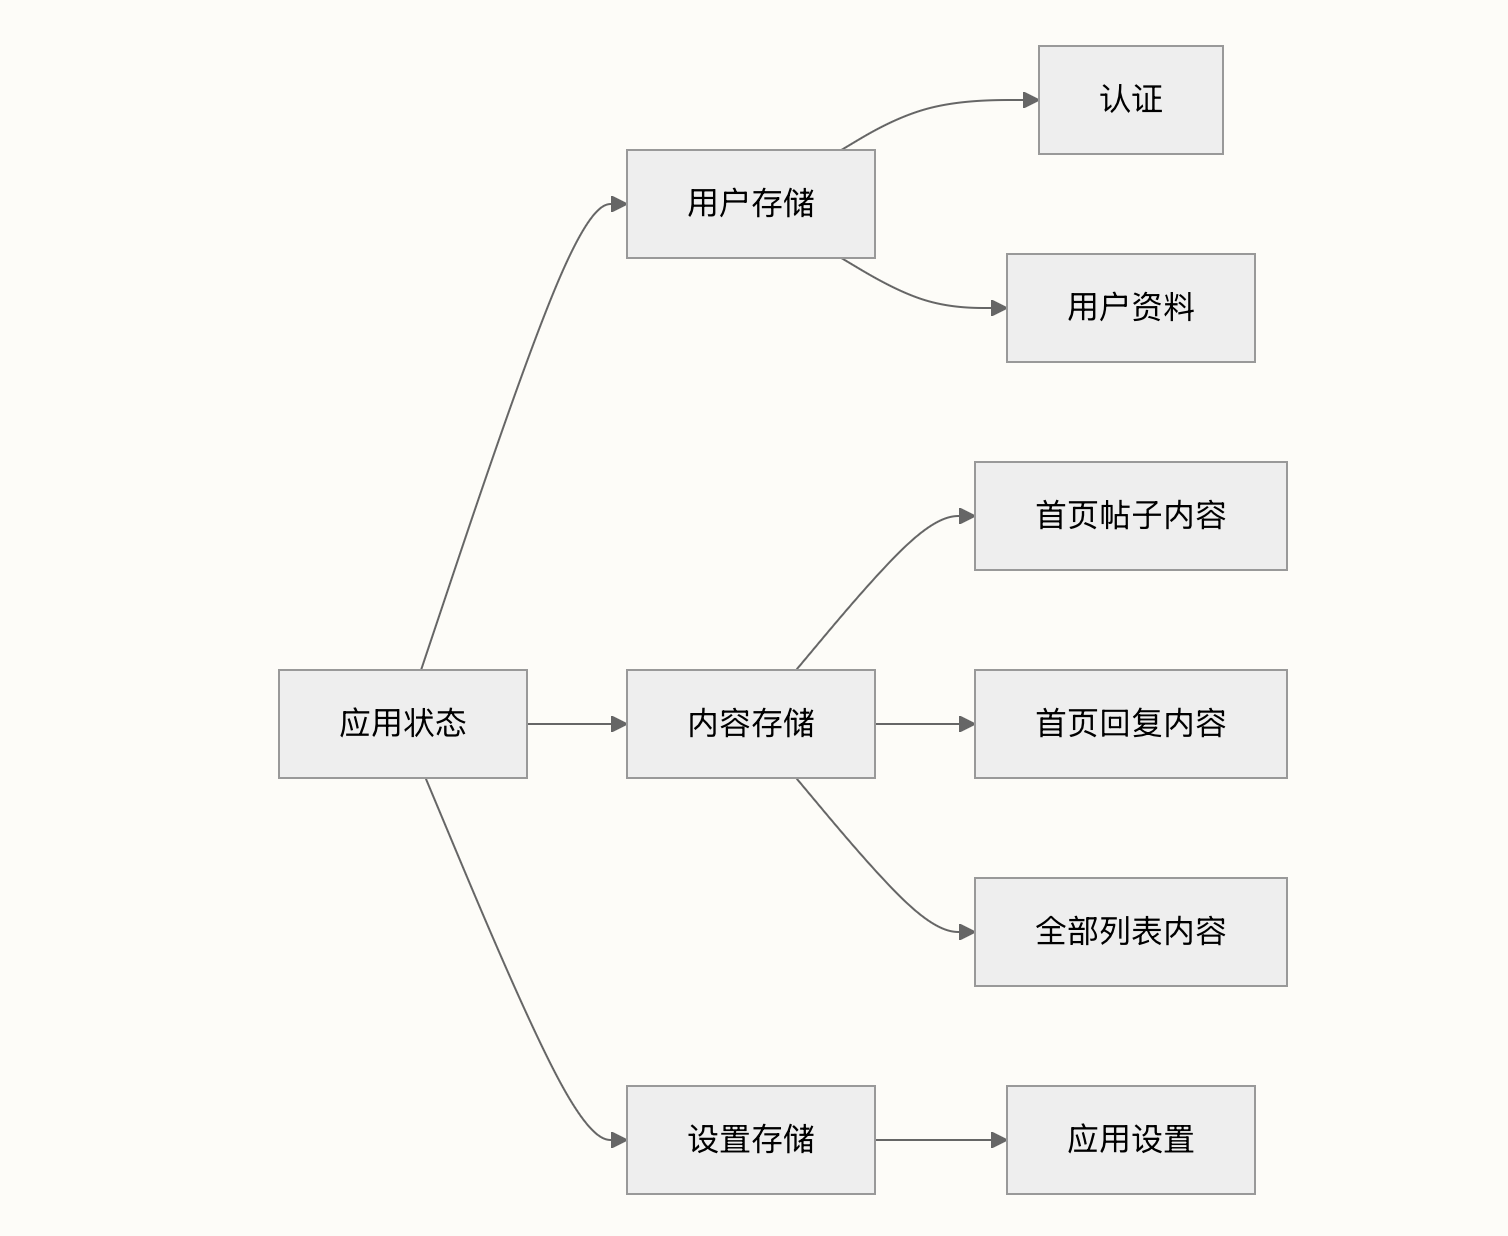 认证
用户存储
用户资料
首页帖子内容
应用状态
内容存储
首页回复内容
全部列表内容
设置存储
应用设置